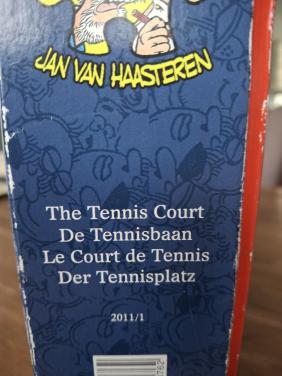 JAN VAN HAASTEREN
The Tennis Court
De Tennisbaan
Le Court de Tennis
Der Tennisplatz
2011/1